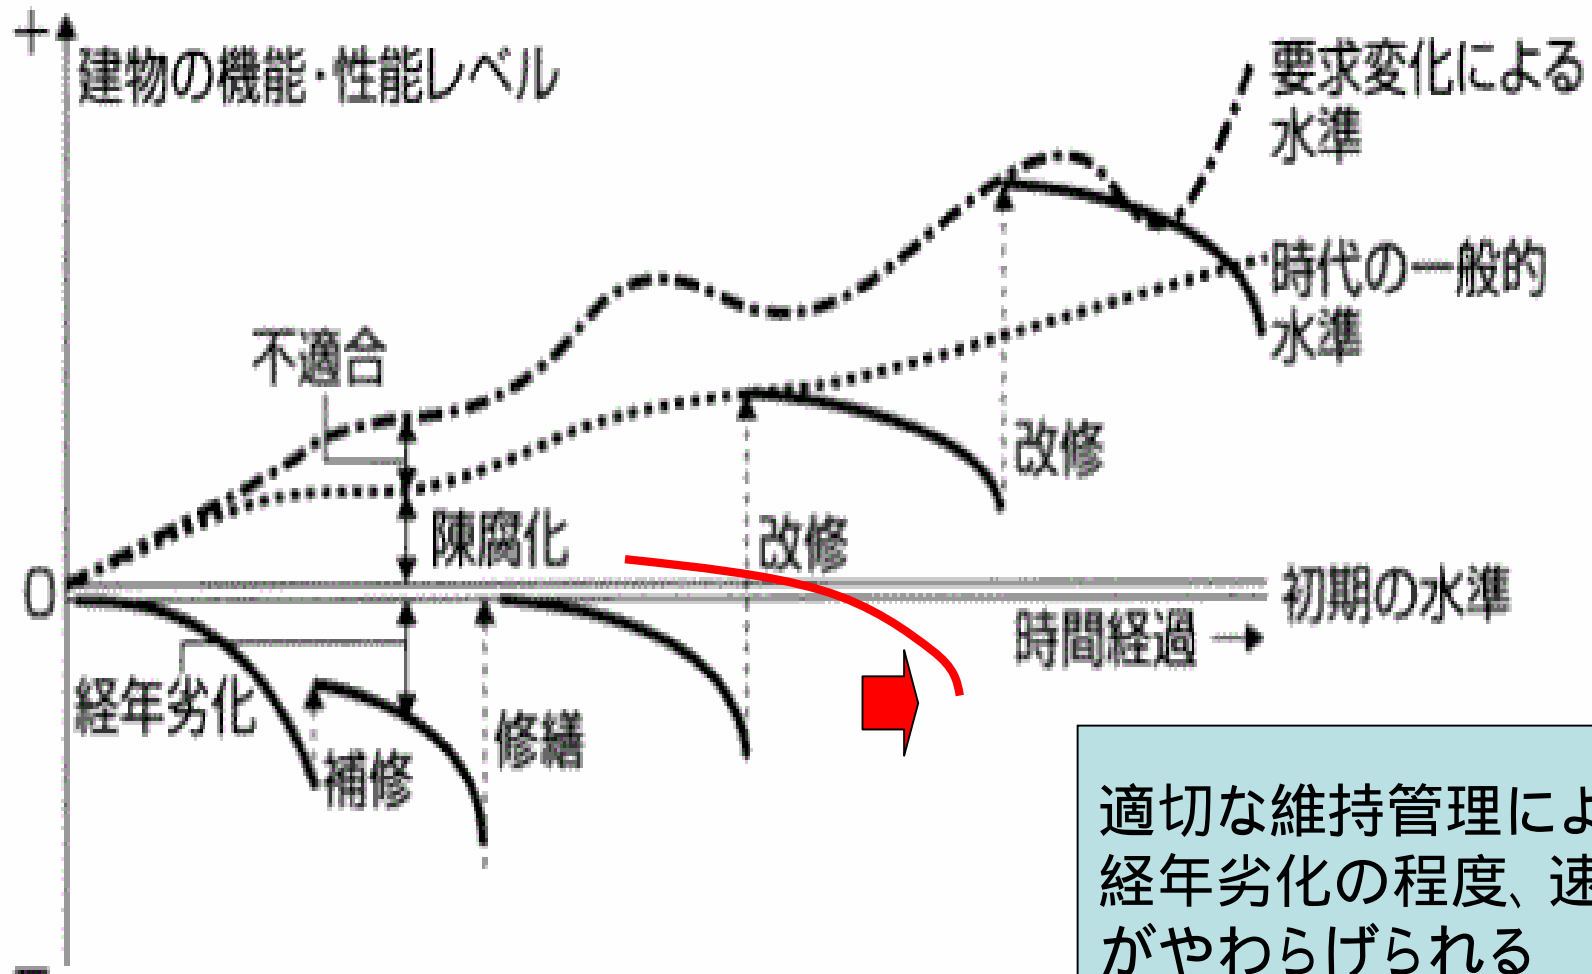 +
建物の機能·性能レベル
要求変化による
水準
時代の一般的
水準
不適合
改修
陳腐化
改修
0
初期の水準
時間経過 →
経年劣化
修繕
補修
適切な維持管理によ
経年劣化の程度、速
がやわらげられる